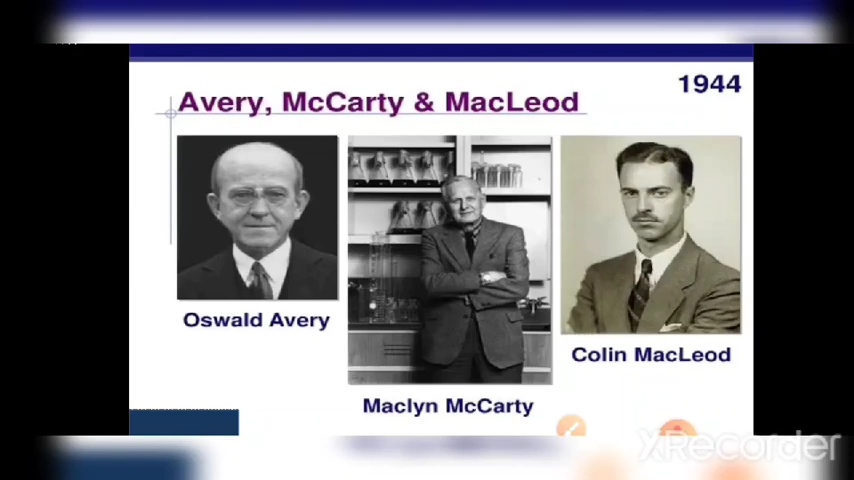 1944
Avery, McCarty & MacLeod
Oswald Avery
Colin MacLeod
Maclyn McCarty
XRecorder